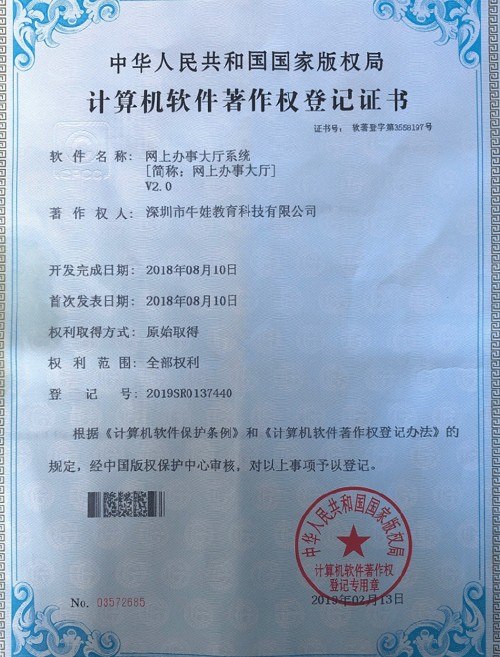 中华人民共和国国家版权局
计算机软件著作权登记证书
证书号： 软著登字第3558197号
软件名称： 网上办事大厅系统
[简称：网上办事大厅]
V2.0
著作权人： 深圳市牛娃教育科技有限公司
开发完成日期： 2018年08月10日
首次发表日期： 2018年08月10日
权利取得方式： 原始取得
权利范围： 全部权利
登记号： 2019SR0137440
根据《计算机软件保护条例》和《计算机软件著作权登记办法》的
规定，经中国版权保护中心审核，对以上事项予以登记。
中华人民共和国国家版权局
计算机软件著作权
登记专用章
No. 03572685
2019年02月13日